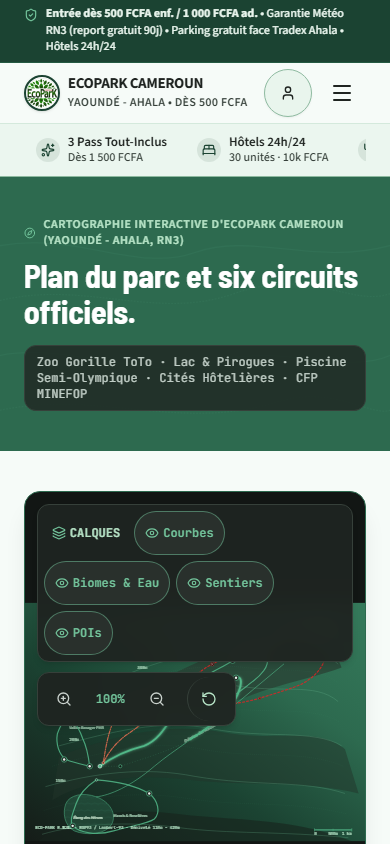 Entrée dès 500 FCFA enf. / 1 000 FCFA ad. • Garantie Météo
RN3 (report gratuit 90j) • Parking gratuit face Tradex Ahala •
Hôtels 24h/24
EcoParK
ECOPARK CAMEROUN
YAOUNDÉ - AHALA • DÈS 500 FCFA
3 Pass Tout-Inclus
Dès 1 500 FCFA
Hôtels 24h/24
30 unités · 10k FCFA
CARTOGRAPHIE INTERACTIVE D'ECOPARK CAMEROUN
(YAOUNDÉ - AHALA, RN3)
Plan du parc et six circuits
officiels.
Zoo Gorille ToTo · Lac & Pirogues · Piscine
Semi-Olympique · Cités Hôtelières · CFP
MINEFOP
CALQUES
Courbes
Biomes & Eau
Sentiers
POIs
100%